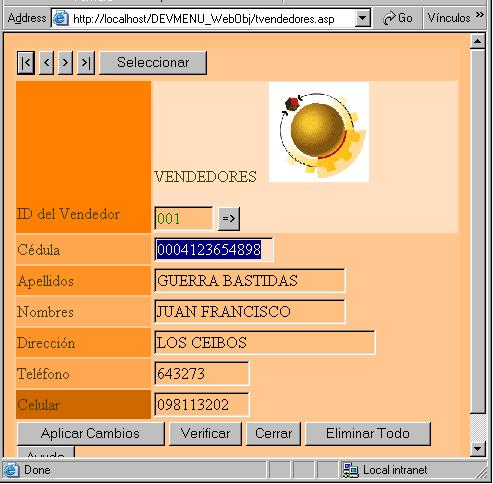 Address http://localhost/DEVMENU_WebObj/tvendedores.asp Go Vínculos »
|< < > >| Seleccionar
VENDEDORES
ID del Vendedor 001 =>
Cédula 0004123654898
Apellidos GUERRA BASTIDAS
Nombres JUAN FRANCISCO
Dirección LOS CEIBOS
Teléfono 643273
Celular 098113202
Aplicar Cambios Verificar Cerrar Eliminar Todo
Ayuda
Done Local intranet